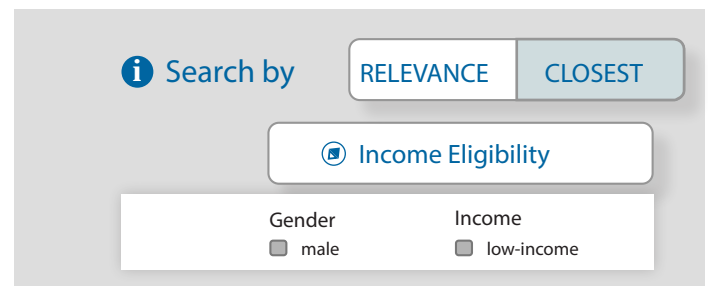 i Search by RELEVANCE CLOSEST
Income Eligibility
Gender Income
male low-income